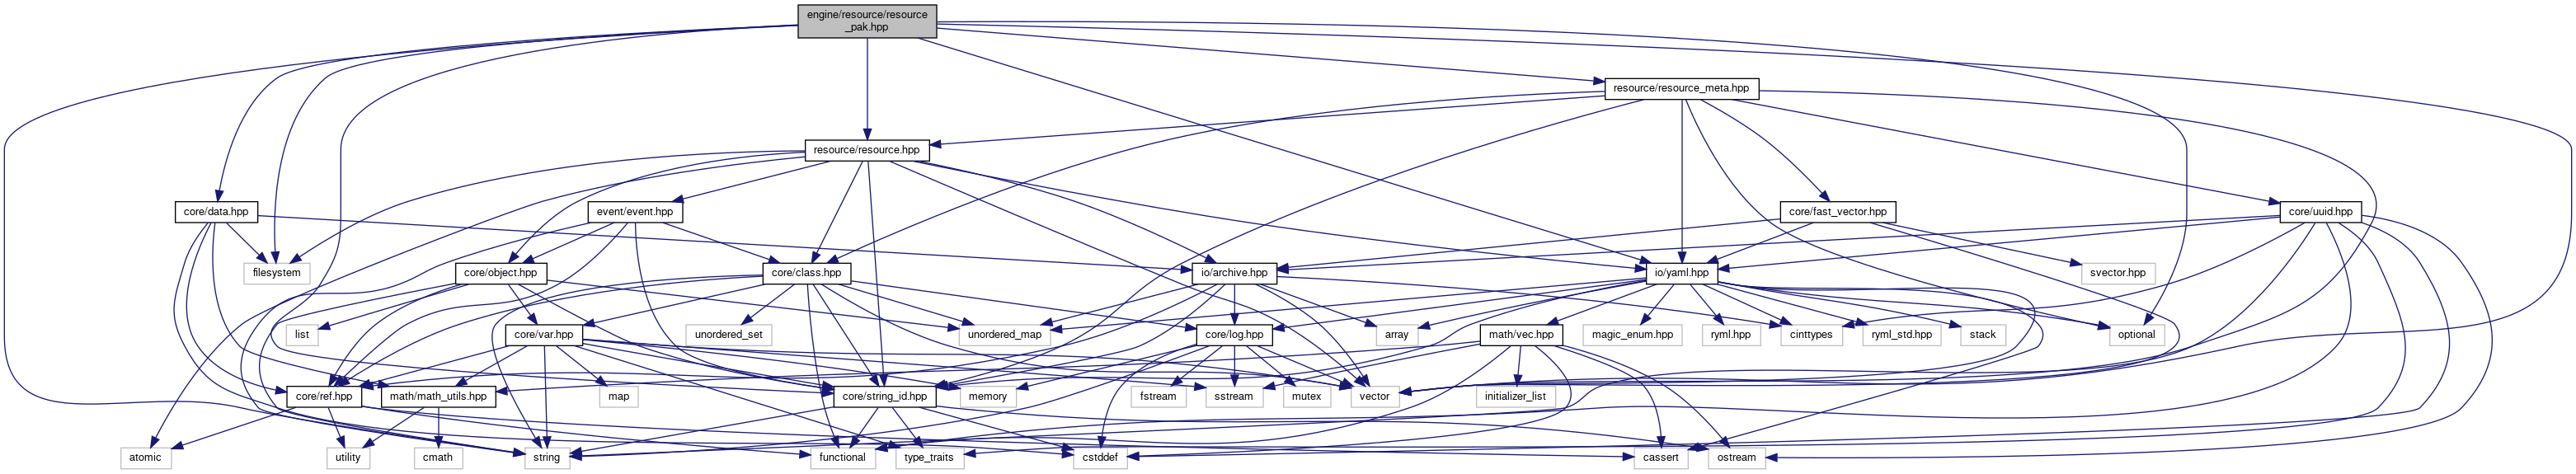 engine/resource/resource
_pak.hpp
resource/resource_meta.hpp
resource/resource.hpp
core/data.hpp
event/event.hpp
core/fast_vector.hpp
core/uuid.hpp
filesystem
core/object.hpp
core/class.hpp
io/archive.hpp
io/yaml.hpp
svector.hpp
list
core/var.hpp
unordered_set
unordered_map
core/log.hpp
array
math/vec.hpp
magic_enum.hpp
ryml.hpp
cinttypes
ryml_std.hpp
stack
optional
core/ref.hpp
math/math_utils.hpp
map
core/string_id.hpp
memory
fstream
sstream
mutex
vector
initializer_list
atomic
utility
cmath
string
functional
type_traits
cstddef
cassert
ostream